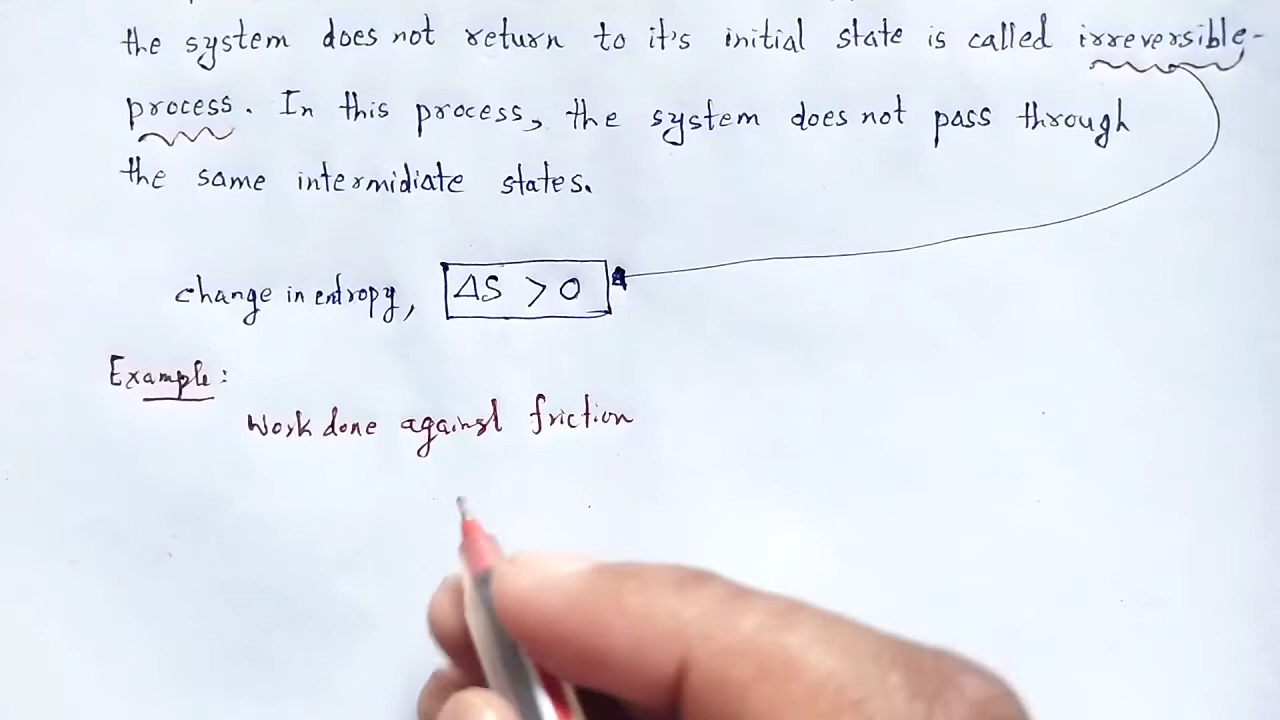 the system does not return to it's initial state is called irreversible-
process. In this process, the system does not pass through
the same intermidiate states.
change in entropy, ΔS > 0
Example:
Work done against friction